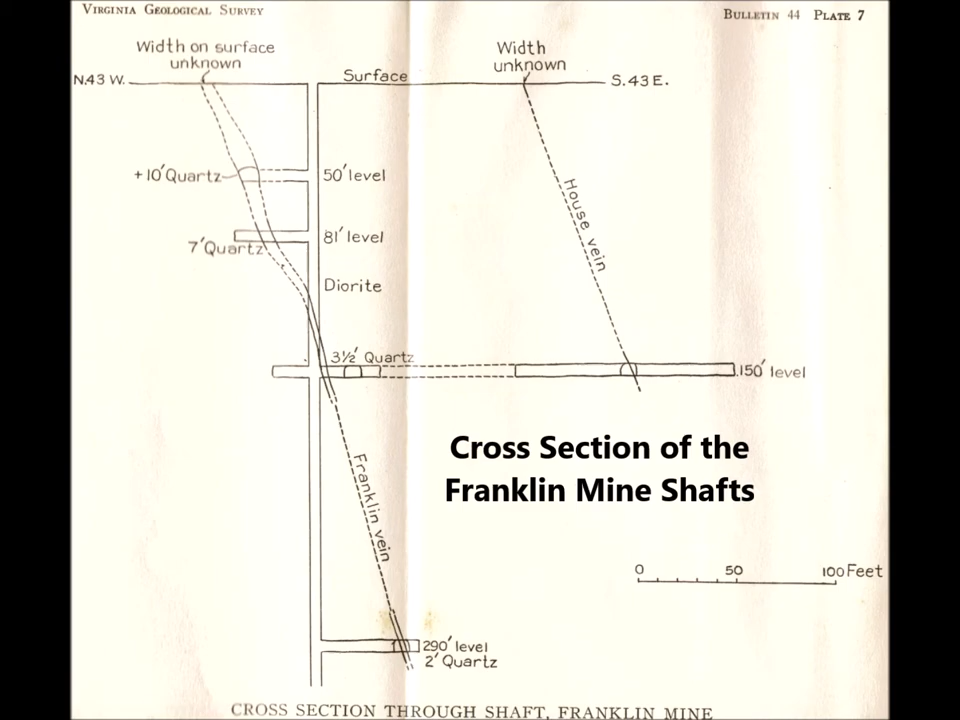 VIRGINIA GEOLOGICAL SURVEY
BULLETIN 44 PLATE 7
Width on surface
unknown
Width
unknown
N.43 W.
Surface
S.43 E.
+10' Quartz
50' level
House vein
81' level
7' Quartz
Diorite
3½' Quartz
150' level
Cross Section of the
Franklin Mine Shafts
Franklin vein
0 50 100 Feet
290' level
2' Quartz
CROSS SECTION THROUGH SHAFT, FRANKLIN MINE